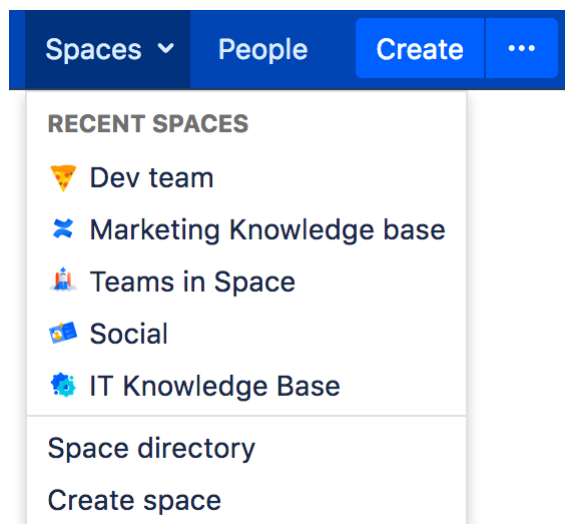 Spaces People Create ...
RECENT SPACES
Dev team
Marketing Knowledge base
Teams in Space
Social
IT Knowledge Base
Space directory
Create space